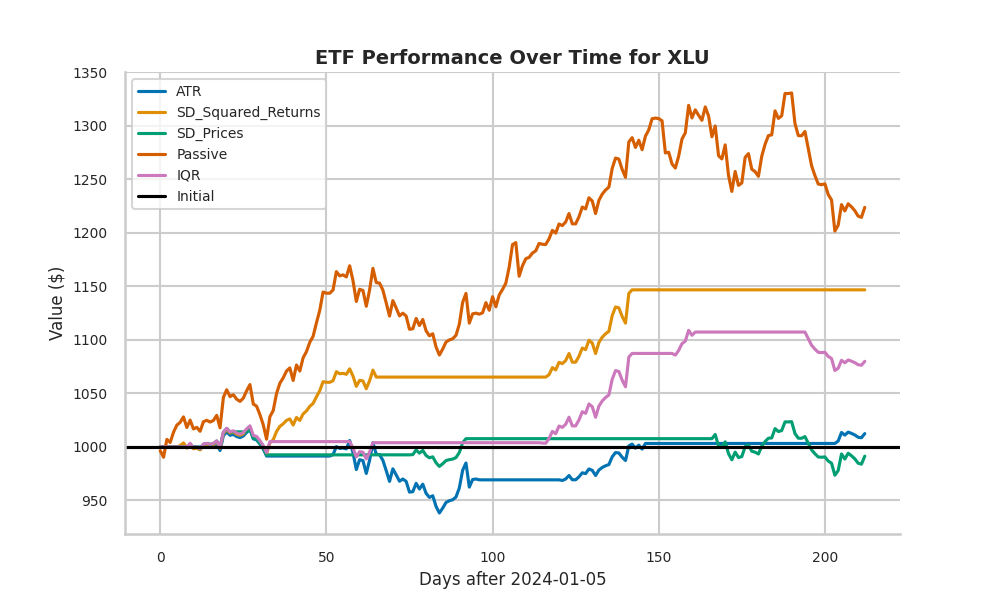 ETF Performance Over Time for XLU
1350
1300
1250
1200
1150
1100
1050
1000
950
Value ($)
ATR
SD_Squared_Returns
SD_Prices
Passive
IQR
Initial
0
50
100
150
200
Days after 2024-01-05